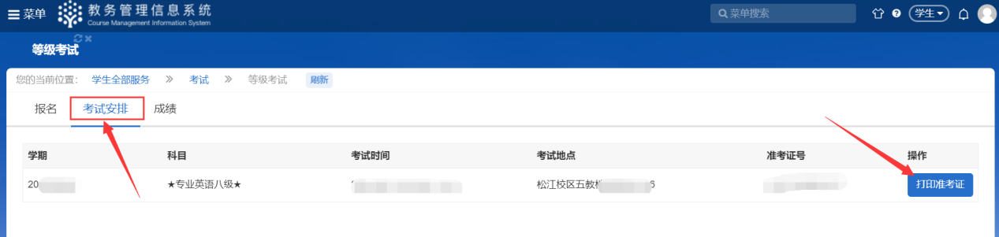 菜单 教务管理信息系统 菜单搜索 学生
Course Management Information System
等级考试
您的当前位置： 学生全部服务 》 考试 》 等级考试 刷新
报名 考试安排 成绩
学期 科目 考试时间 考试地点 准考证号 操作
20 ★专业英语八级★ 松江校区五教 6 打印准考证